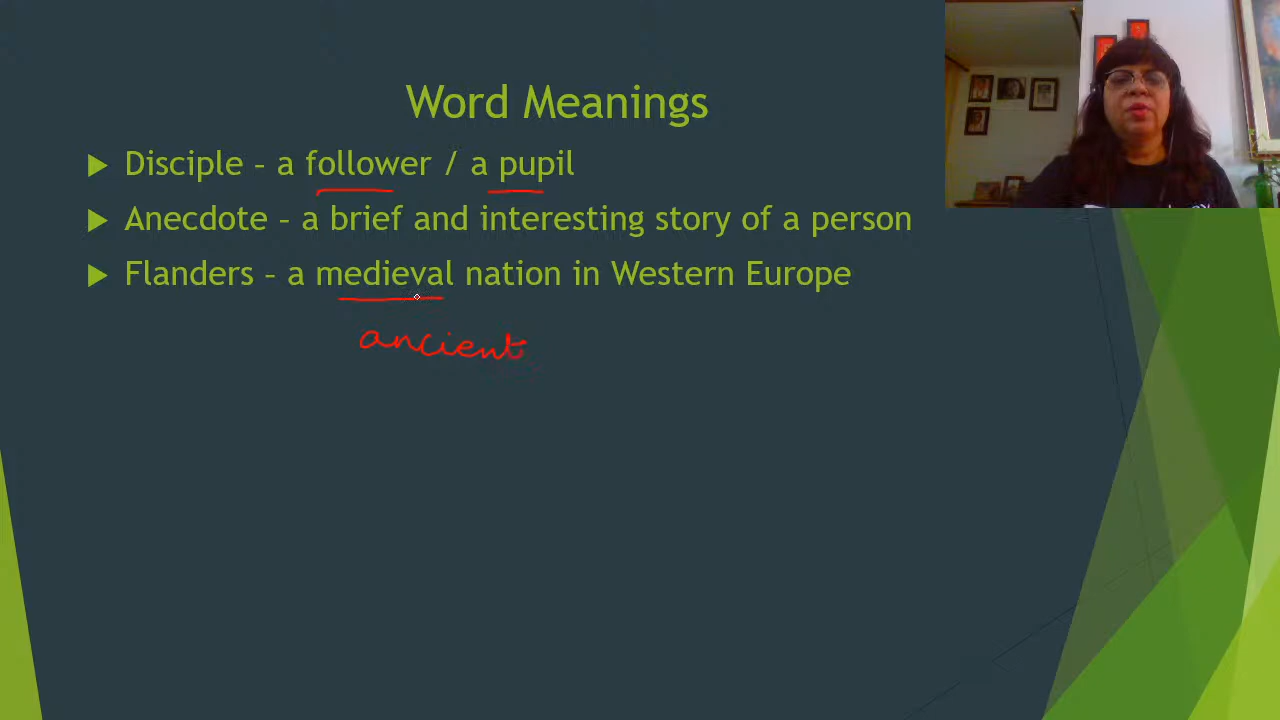 Word Meanings
Disciple – a follower / a pupil
Anecdote – a brief and interesting story of a person
Flanders – a medieval nation in Western Europe
ancient